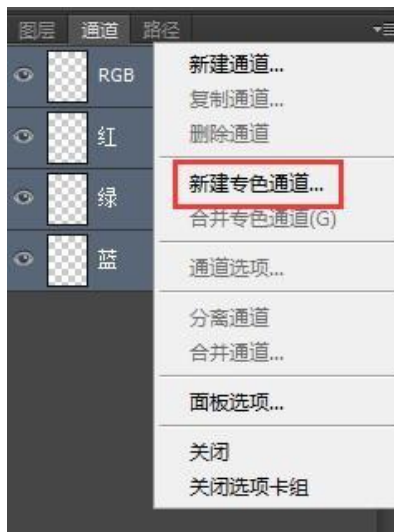 图层 通道 路径
RGB
红
绿
蓝
新建通道...
复制通道...
删除通道
新建专色通道...
合并专色通道(G)
通道选项...
分离通道
合并通道...
面板选项...
关闭
关闭选项卡组